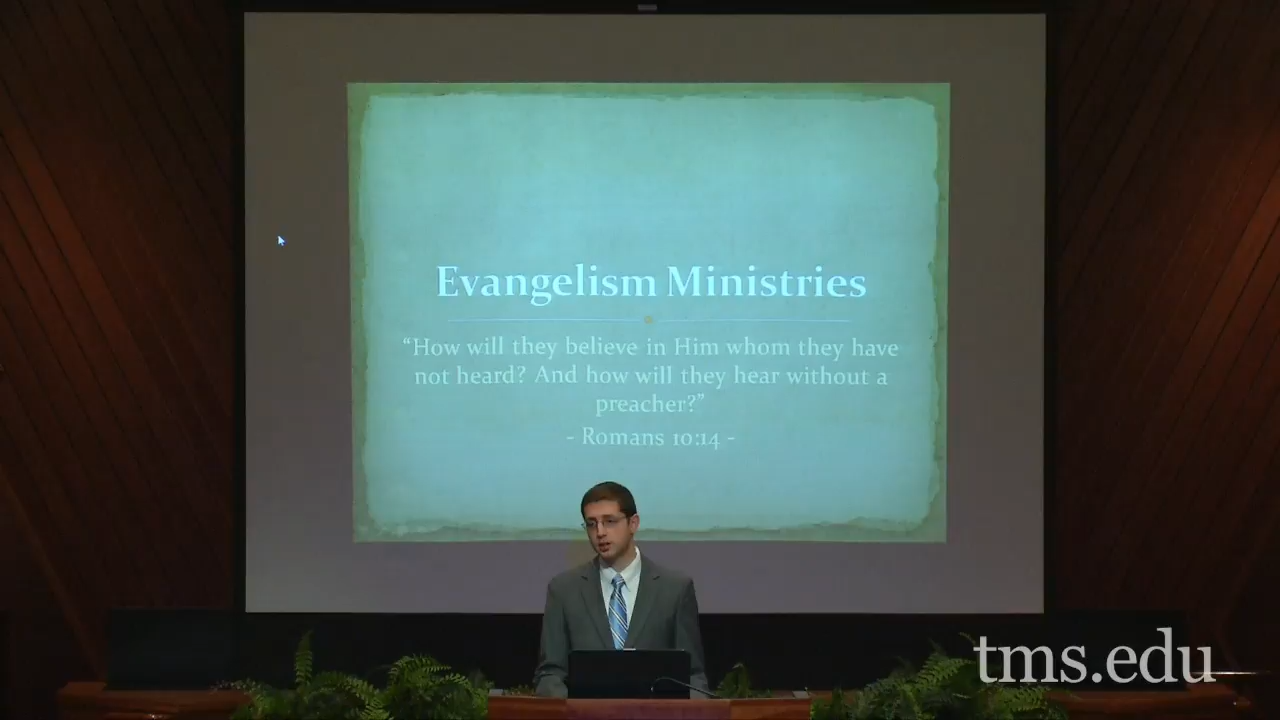 Evangelism Ministries
“How will they believe in Him whom they have
not heard? And how will they hear without a
preacher?”
- Romans 10:14 -
tms.edu